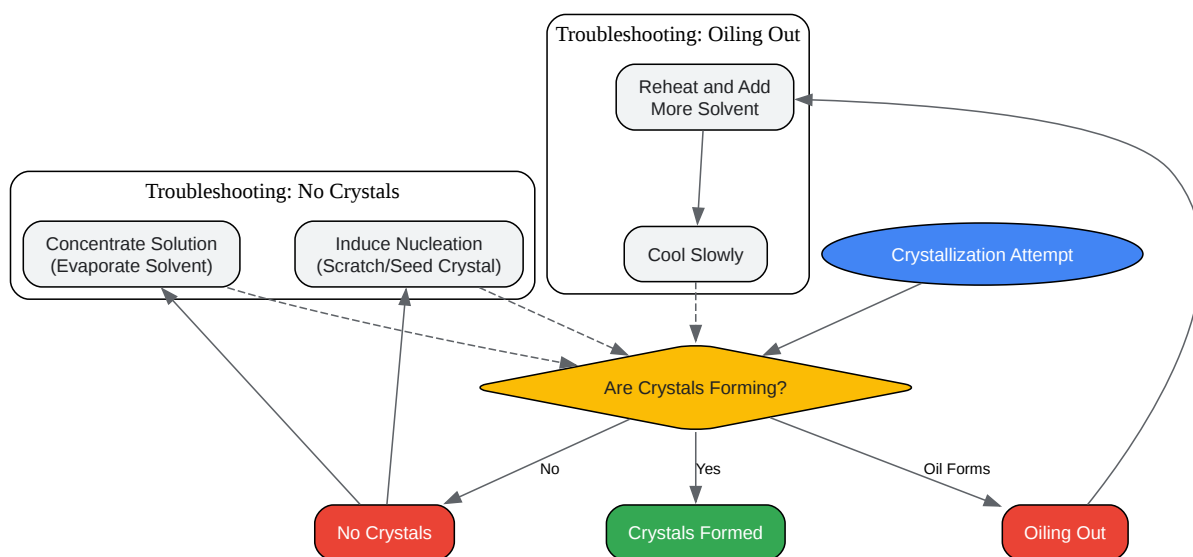 Troubleshooting: Oiling Out
Reheat and Add
More Solvent
Troubleshooting: No Crystals
Concentrate Solution
(Evaporate Solvent)
Induce Nucleation
(Scratch/Seed Crystal)
Cool Slowly
Crystallization Attempt
Are Crystals Forming?
No
Yes
Oil Forms
No Crystals
Crystals Formed
Oiling Out